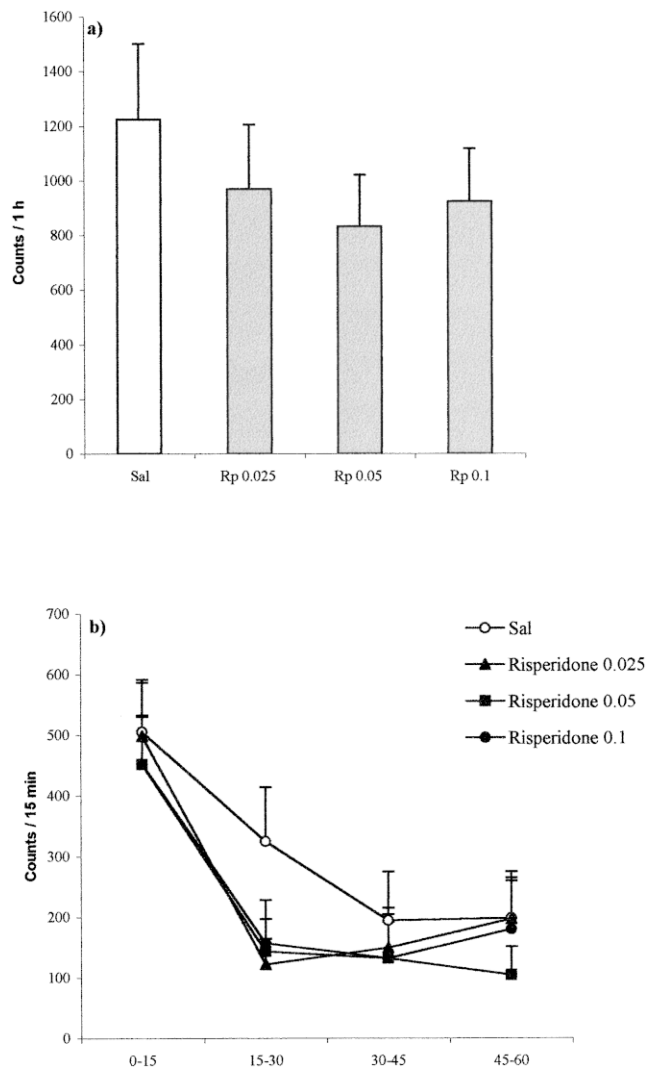 a)
1600
1400
1200
1000
800
600
400
200
0
Counts / 1 h
Sal Rp 0.025 Rp 0.05 Rp 0.1
b)
700
600
500
400
300
200
100
0
Counts / 15 min
Sal
Risperidone 0.025
Risperidone 0.05
Risperidone 0.1
0-15 15-30 30-45 45-60